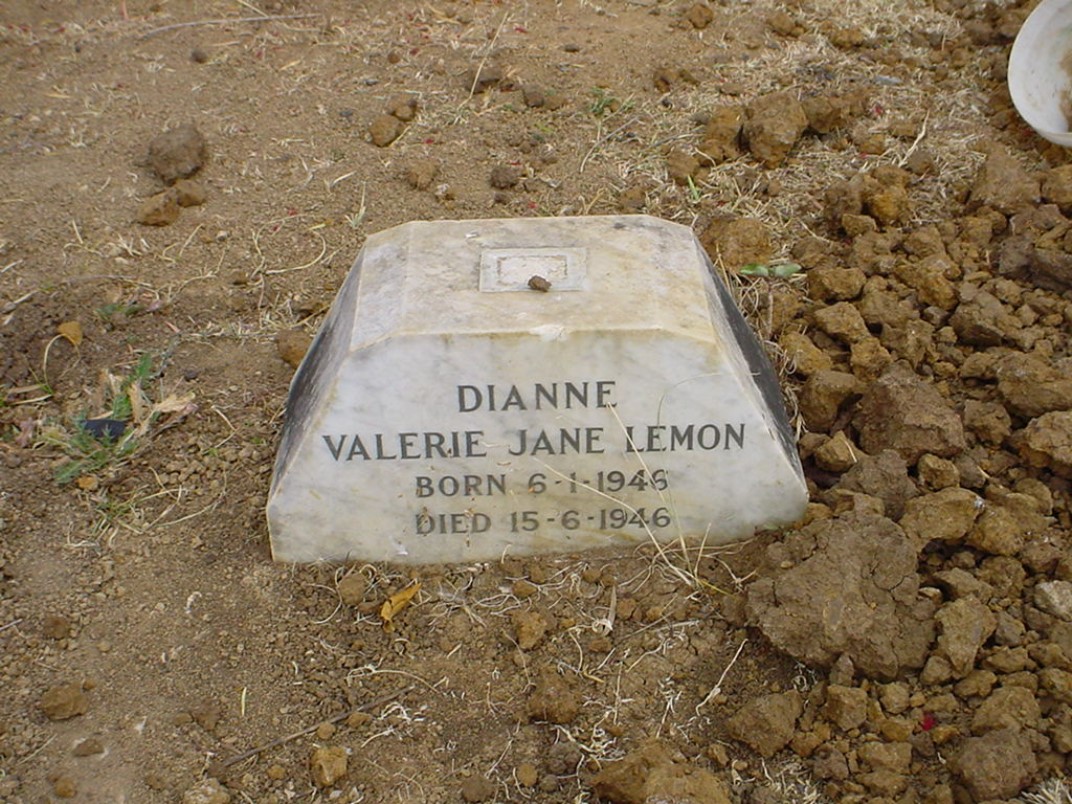 DIANNE
VALERIE JANE LEMON
BORN 6-1-1946
DIED 15-6-1946